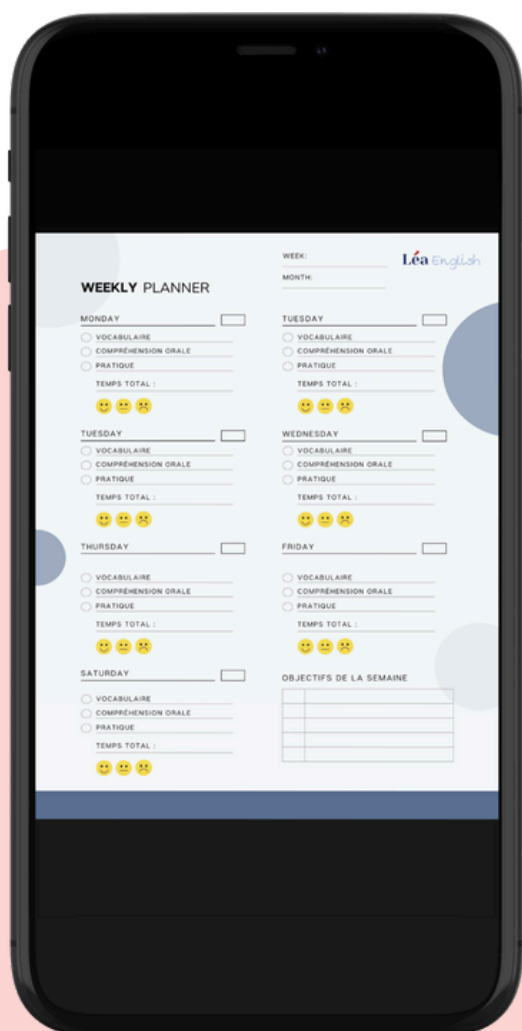 WEEK:
Léa English
MONTH:
WEEKLY PLANNER
MONDAY
VOCABULAIRE
COMPRÉHENSION ORALE
PRATIQUE
TEMPS TOTAL :
TUESDAY
VOCABULAIRE
COMPRÉHENSION ORALE
PRATIQUE
TEMPS TOTAL :
TUESDAY
VOCABULAIRE
COMPRÉHENSION ORALE
PRATIQUE
TEMPS TOTAL :
WEDNESDAY
VOCABULAIRE
COMPRÉHENSION ORALE
PRATIQUE
TEMPS TOTAL :
THURSDAY
VOCABULAIRE
COMPRÉHENSION ORALE
PRATIQUE
TEMPS TOTAL :
FRIDAY
VOCABULAIRE
COMPRÉHENSION ORALE
PRATIQUE
TEMPS TOTAL :
SATURDAY
VOCABULAIRE
COMPRÉHENSION ORALE
PRATIQUE
TEMPS TOTAL :
OBJECTIFS DE LA SEMAINE